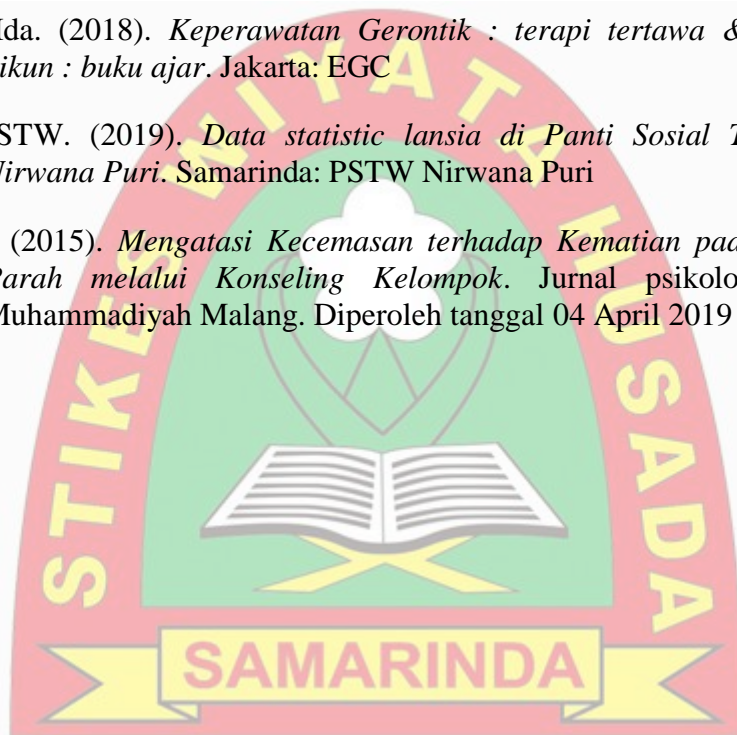 Ida. (2018). Keperawatan Gerontik : terapi tertawa &
ikun : buku ajar. Jakarta: EGC
STW. (2019). Data statistic lansia di Panti Sosial T
Nirwana Puri. Samarinda: PSTW Nirwana Puri
(2015). Mengatasi Kecemasan terhadap Kematian pad
Parah melalui Konseling Kelompok. Jurnal psikolo
Muhammadiyah Malang. Diperoleh tanggal 04 April 2019
STIKES WIYATA HUSADA
SAMARINDA